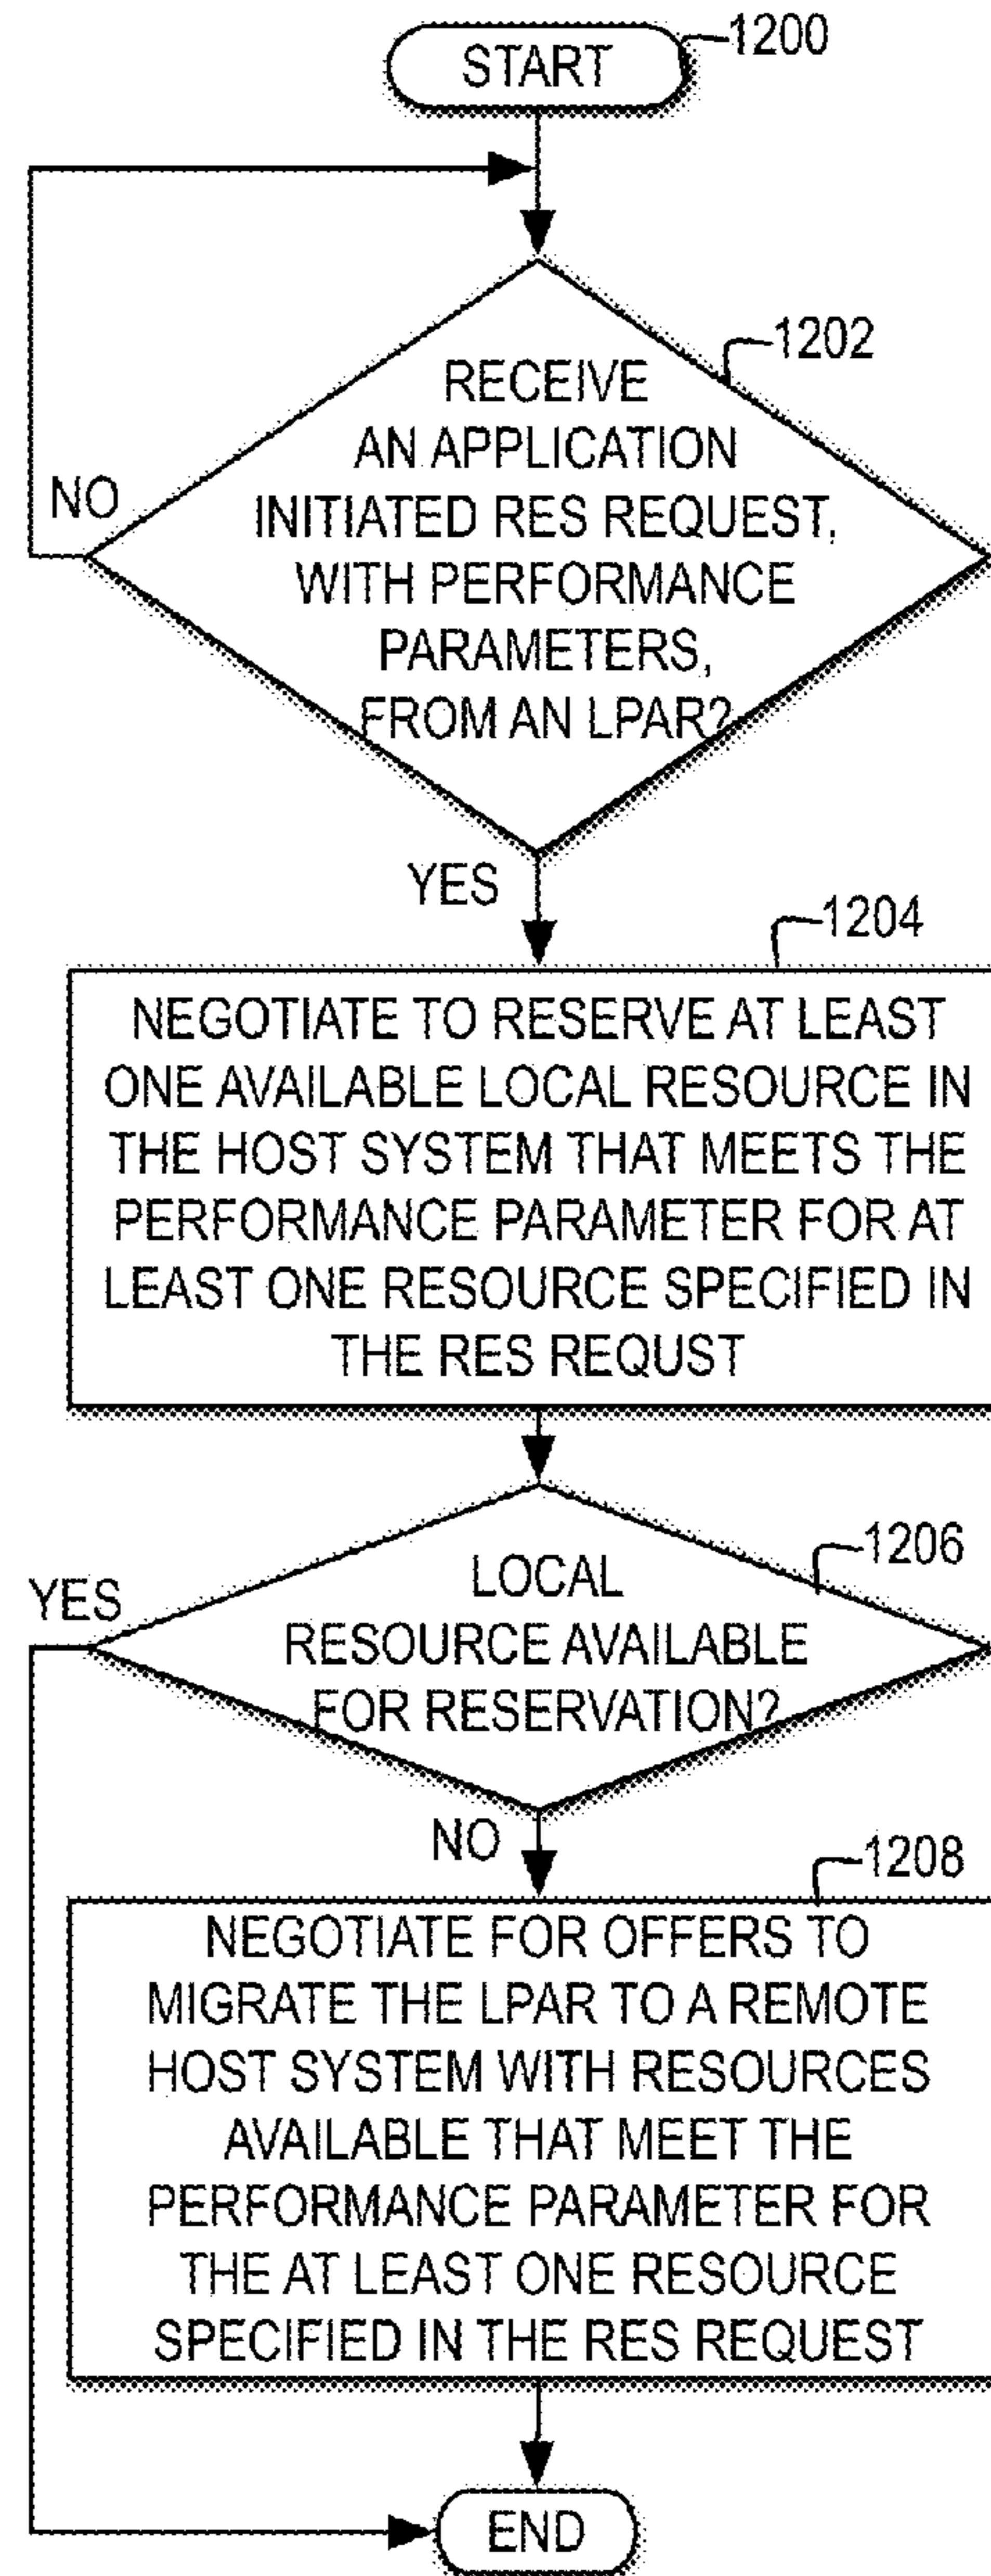 START
1200
1202
RECEIVE
AN APPLICATION
INITIATED RES REQUEST,
WITH PERFORMANCE
PARAMETERS,
FROM AN LPAR?
NO
YES
1204
NEGOTIATE TO RESERVE AT LEAST
ONE AVAILABLE LOCAL RESOURCE IN
THE HOST SYSTEM THAT MEETS THE
PERFORMANCE PARAMETER FOR AT
LEAST ONE RESOURCE SPECIFIED IN
THE RES REQUST
1206
YES
LOCAL
RESOURCE AVAILABLE
FOR RESERVATION?
NO
1208
NEGOTIATE FOR OFFERS TO
MIGRATE THE LPAR TO A REMOTE
HOST SYSTEM WITH RESOURCES
AVAILABLE THAT MEET THE
PERFORMANCE PARAMETER FOR
THE AT LEAST ONE RESOURCE
SPECIFIED IN THE RES REQUEST
END